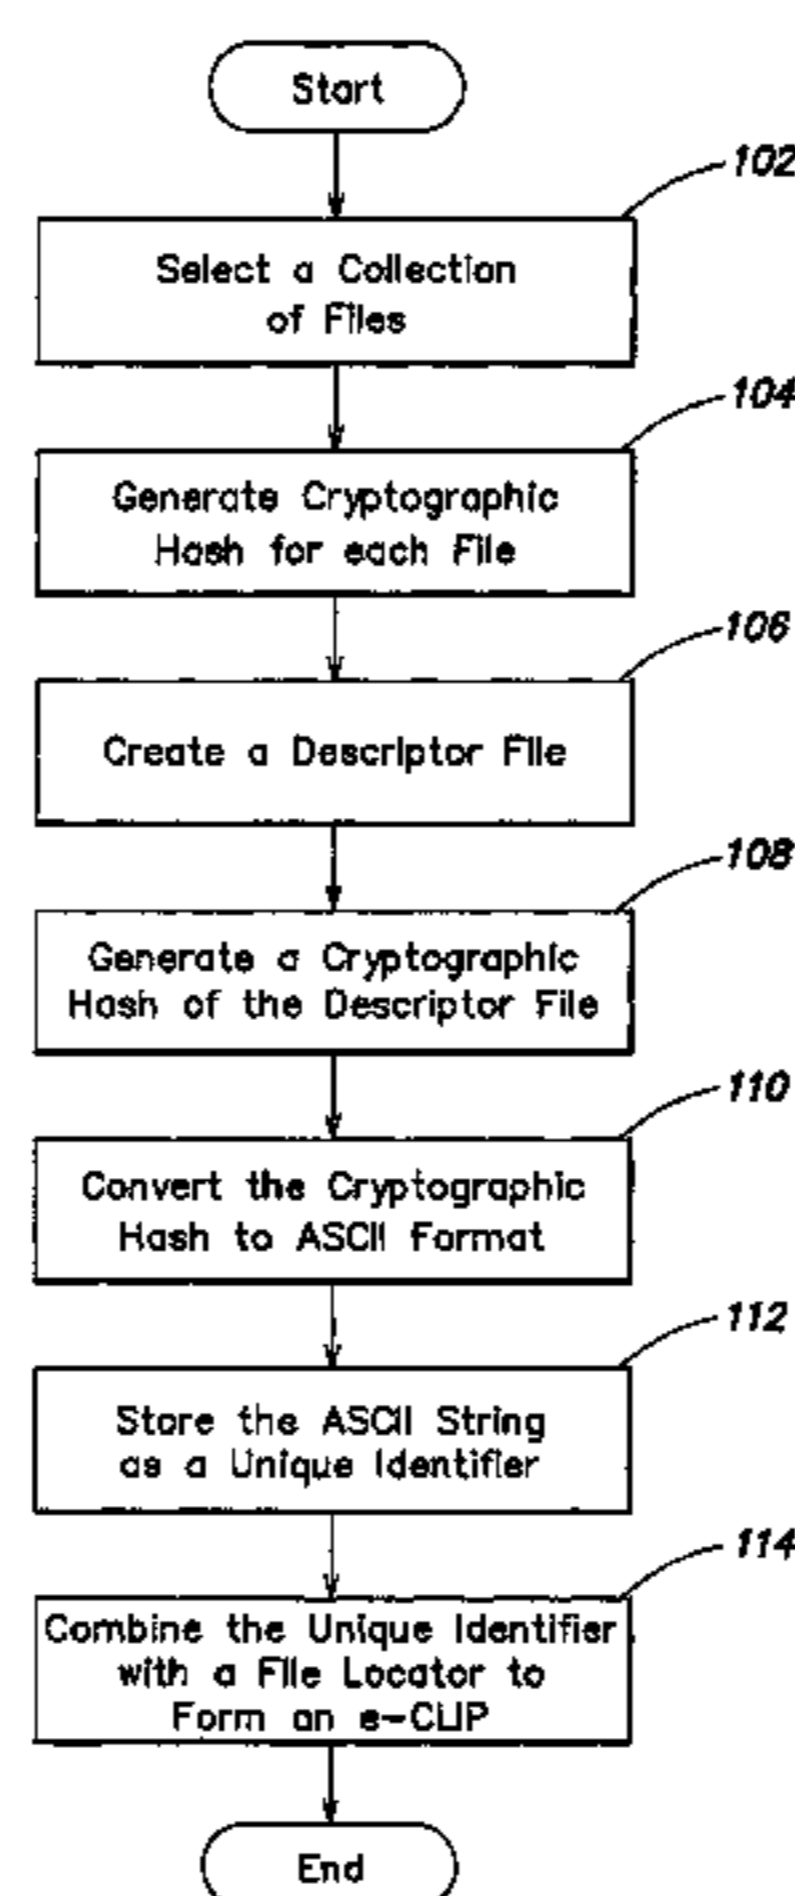 Start
102
Select a Collection
of Files
104
Generate Cryptographic
Hash for each File
106
Create a Descriptor File
108
Generate a Cryptographic
Hash of the Descriptor File
110
Convert the Cryptographic
Hash to ASCII Format
112
Store the ASCII String
as a Unique Identifier
114
Combine the Unique Identifier
with a File Locator to
Form an e-CLIP
End